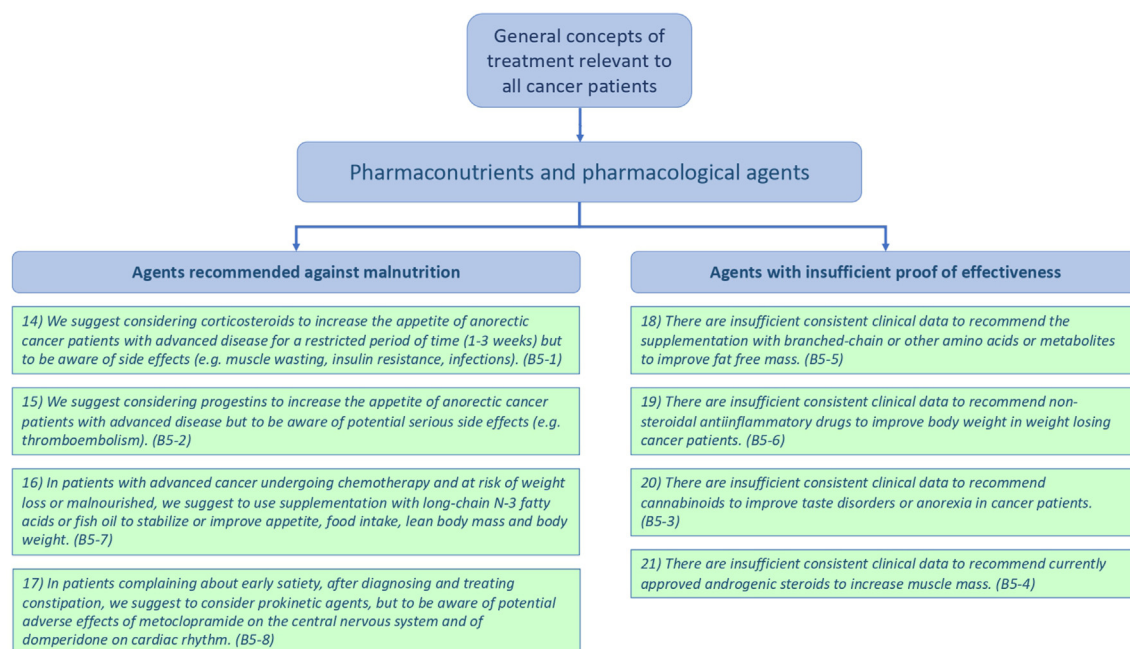 General concepts of
treatment relevant to
all cancer patients
Pharmaconutrients and pharmacological agents
Agents recommended against malnutrition
14) We suggest considering corticosteroids to increase the appetite of anorectic
cancer patients with advanced disease for a restricted period of time (1-3 weeks) but
to be aware of side effects (e.g. muscle wasting, insulin resistance, infections). (B5-1)
15) We suggest considering progestins to increase the appetite of anorectic cancer
patients with advanced disease but to be aware of potential serious side effects (e.g.
thromboembolism). (B5-2)
16) In patients with advanced cancer undergoing chemotherapy and at risk of weight
loss or malnourished, we suggest to use supplementation with long-chain N-3 fatty
acids or fish oil to stabilize or improve appetite, food intake, lean body mass and body
weight. (B5-7)
17) In patients complaining about early satiety, after diagnosing and treating
constipation, we suggest to consider prokinetic agents, but to be aware of potential
adverse effects of metoclopramide on the central nervous system and of
domperidone on cardiac rhythm. (B5-8)
Agents with insufficient proof of effectiveness
18) There are insufficient consistent clinical data to recommend the
supplementation with branched-chain or other amino acids or metabolites
to improve fat free mass. (B5-5)
19) There are insufficient consistent clinical data to recommend non-
steroidal antiinflammatory drugs to improve body weight in weight losing
cancer patients. (B5-6)
20) There are insufficient consistent clinical data to recommend
cannabinoids to improve taste disorders or anorexia in cancer patients.
(B5-3)
21) There are insufficient consistent clinical data to recommend currently
approved androgenic steroids to increase muscle mass. (B5-4)